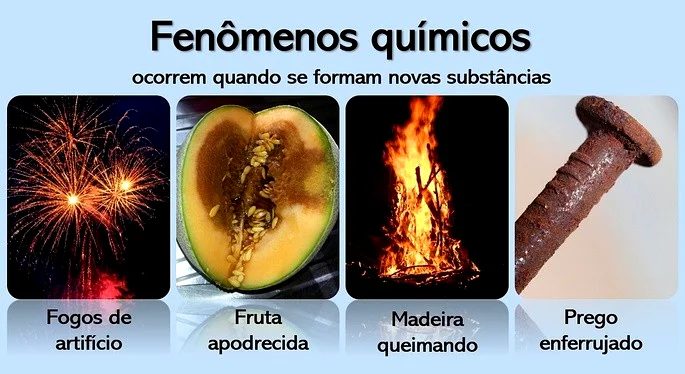 Fenômenos químicos
ocorrem quando se formam novas substâncias
Fogos de
artifício
Fruta
apodrecida
Madeira
queimando
Prego
enferrujado